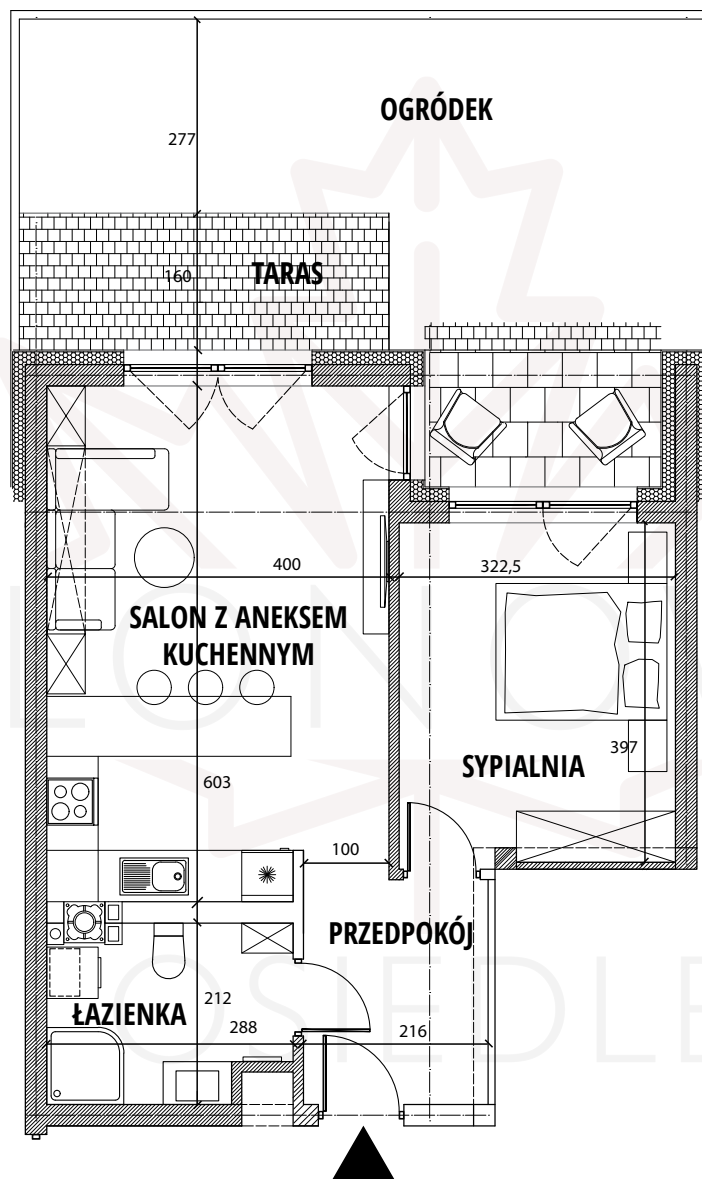 OGRÓDEK
277
160
TARAS
400
322,5
SALON Z ANEKSEM
KUCHENNYM
397
SYPIALNIA
603
100
PRZEDPOKÓJ
212
ŁAZIENKA
288
216
OSIEDLE